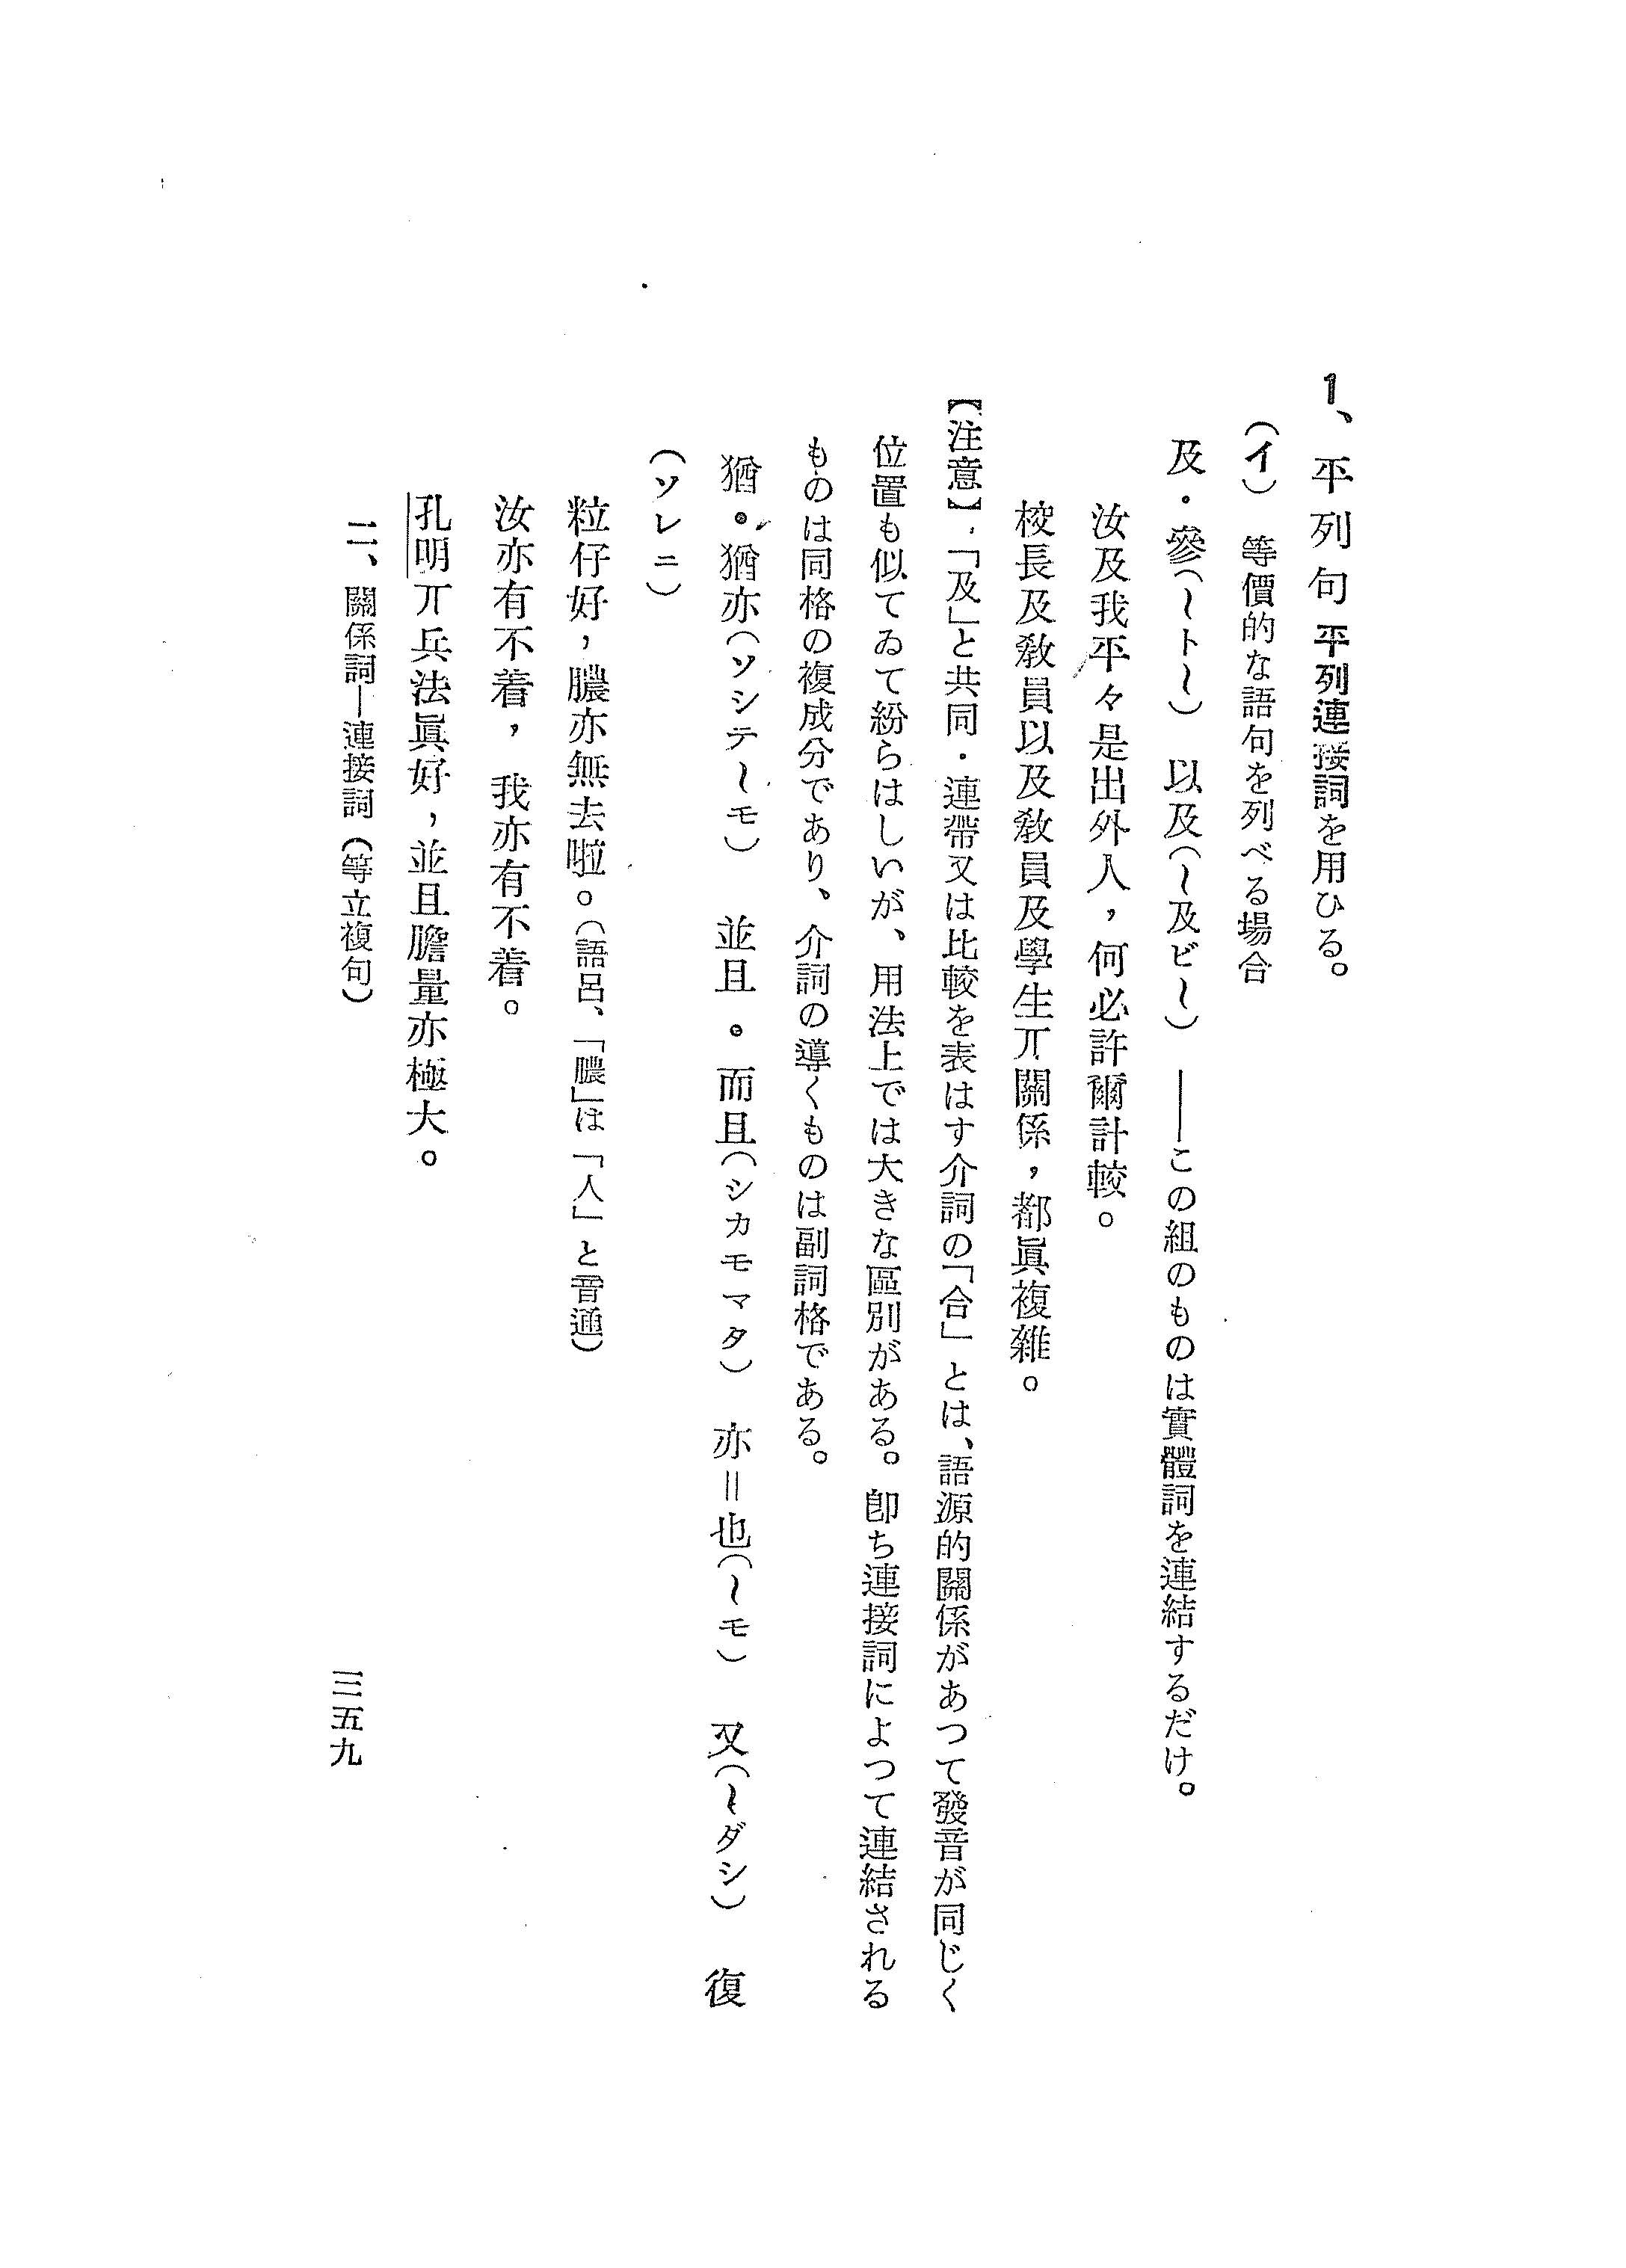 1、平列句 平列連接詞を用ひる。
（イ） 等價的な語句を列べる場合
及・參（〜ト〜） 以及（〜及ビ〜） ――この組のものは實體詞を連結するだけ。
汝及我平々是出外人，何必許爾計較。
校長及敎員以及敎員及學生丌關係，都眞複雜。
【注意】，「及」と共同・連帶又は比較を表はす介詞の「合」とは、語源的關係があつて發音が同じく
位置も似てゐて紛らはしいが、用法上では大きな區別がある。卽ち連接詞によつて連結される
ものは同格の複成分であり、介詞の導くものは副詞格である。
猶・猶亦（ソシテ〜モ） 並且・而且（シカモマタ） 亦＝也（〜モ） 又（〜ダシ） 復
（ソレニ）
粒仔好，膿亦無去啦。（語呂、「膿」は「人」と音通）
汝亦有不着，我亦有不着。
孔明丌兵法眞好，並且膽量亦極大。
二、關係詞―連接詞（等立複句）
三五九